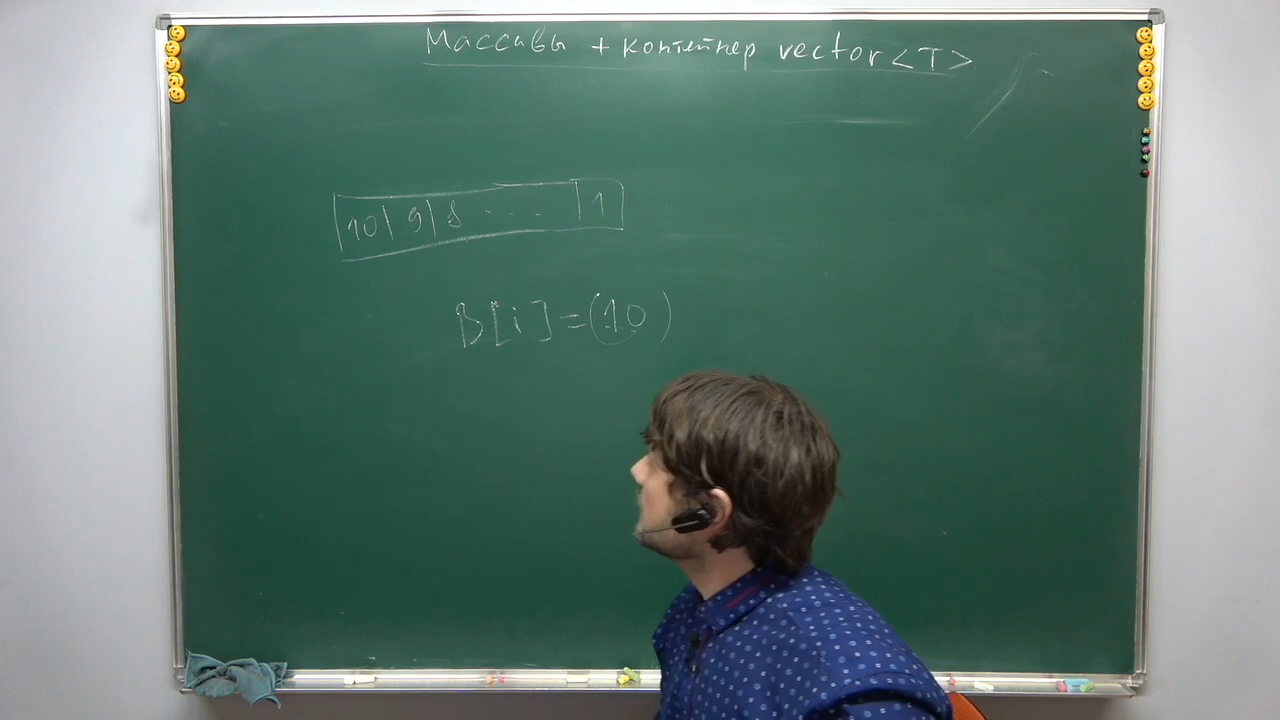 Массивы + контейнер vector<T>
10|9|8 .... |1
B[i]=(10)